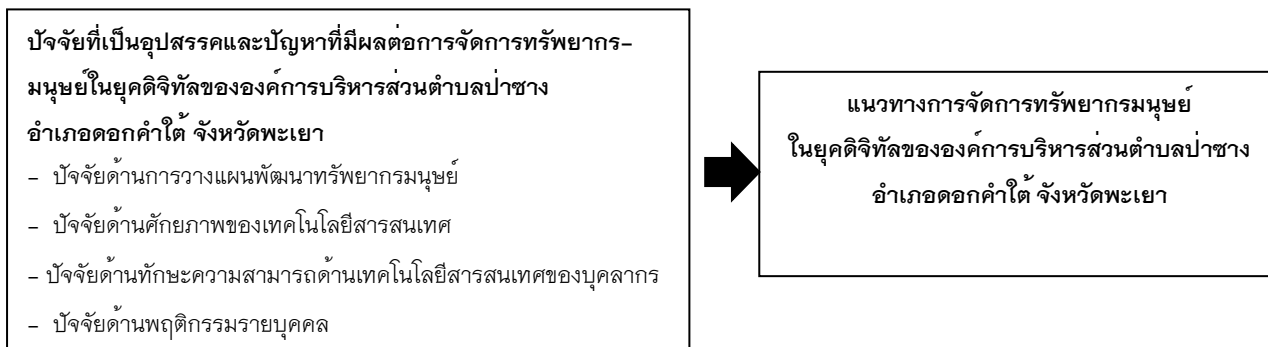 ปัจจัยที่เป็นอุปสรรคและปัญหาที่มีผลต่อการจัดการทรัพยากร-
มนุษย์ในยุคดิจิทัลขององค์การบริหารส่วนตำบลป่าซาง
อำเภอดอกคำใต้ จังหวัดพะเยา
- ปัจจัยด้านการวางแผนพัฒนาทรัพยากรมนุษย์
- ปัจจัยด้านศักยภาพของเทคโนโลยีสารสนเทศ
- ปัจจัยด้านทักษะความสามารถด้านเทคโนโลยีสารสนเทศของบุคลากร
- ปัจจัยด้านพฤติกรรมรายบุคคล
แนวทางการจัดการทรัพยากรมนุษย์
ในยุคดิจิทัลขององค์การบริหารส่วนตำบลป่าซาง
อำเภอดอกคำใต้ จังหวัดพะเยา